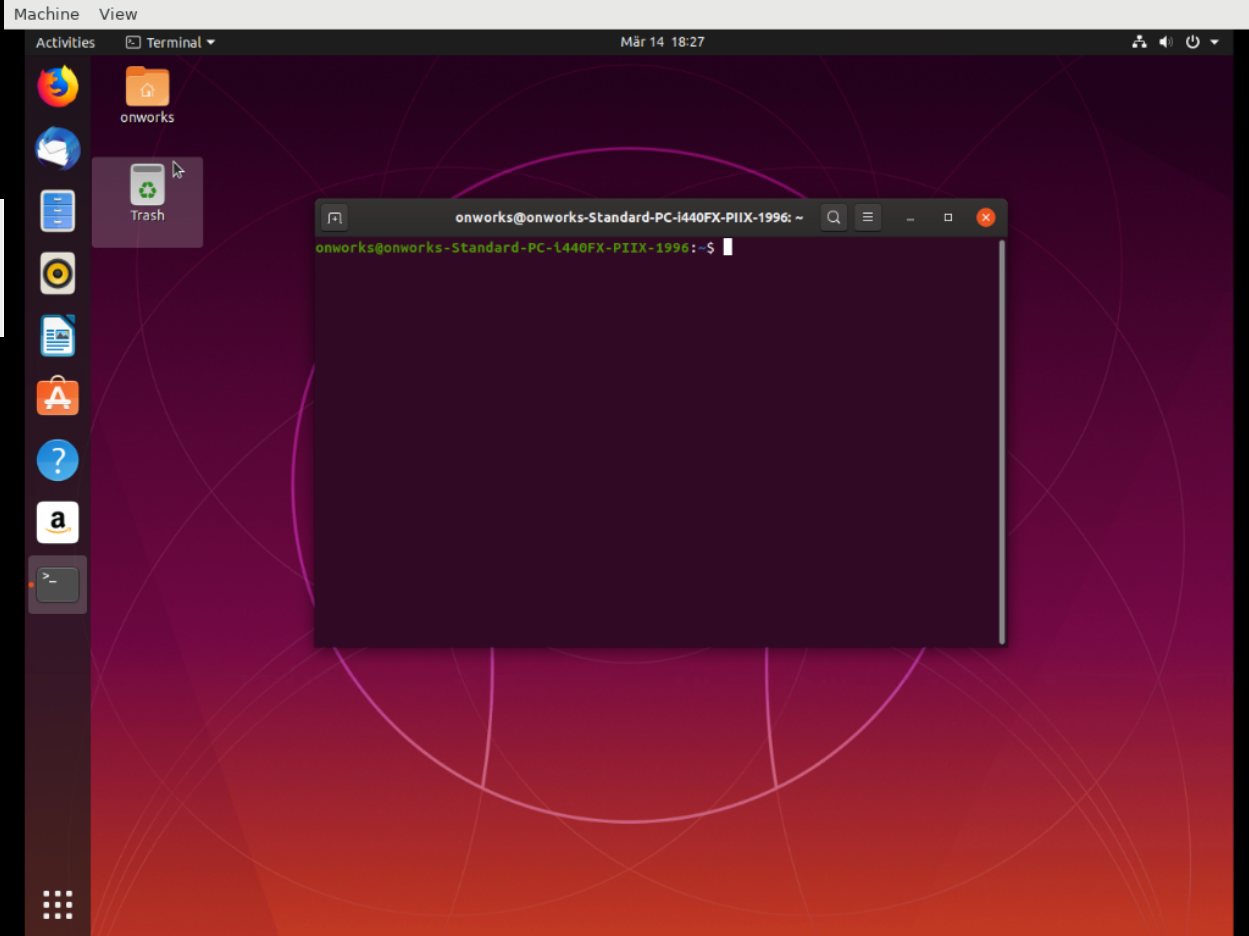 Machine View
Activities Terminal Mär 14 18:27
onworks
Trash
onworks@onworks-Standard-PC-i440FX-PIIX-1996: ~
onworks@onworks-Standard-PC-i440FX-PIIX-1996:~$
?
a
>_